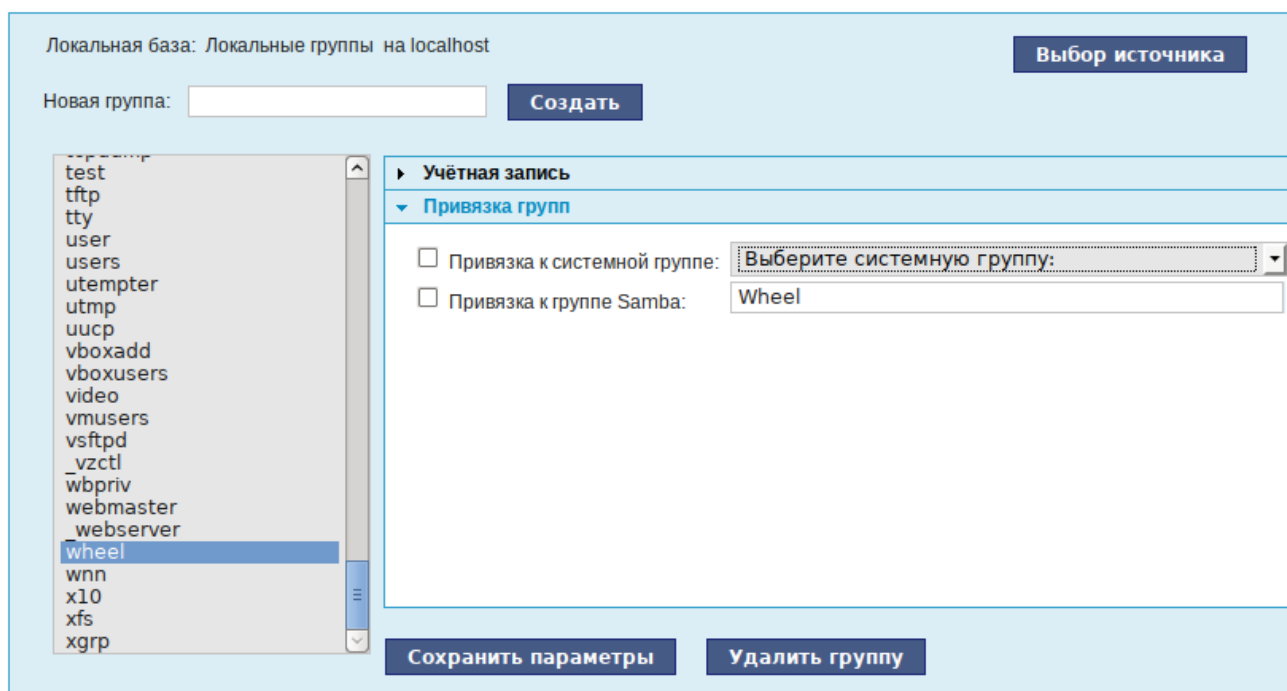 Локальная база: Локальные группы на localhost
Выбор источника
Новая группа:
Создать
test
tftp
tty
user
users
utempter
utmp
uucp
vboxadd
vboxusers
video
vmusers
vsftpd
_vzctl
wbpriv
webmaster
_webserver
wheel
wnn
x10
xfs
xgrp
Учётная запись
Привязка групп
Привязка к системной группе: Выберите системную группу:
Привязка к группе Samba: Wheel
Сохранить параметры
Удалить группу